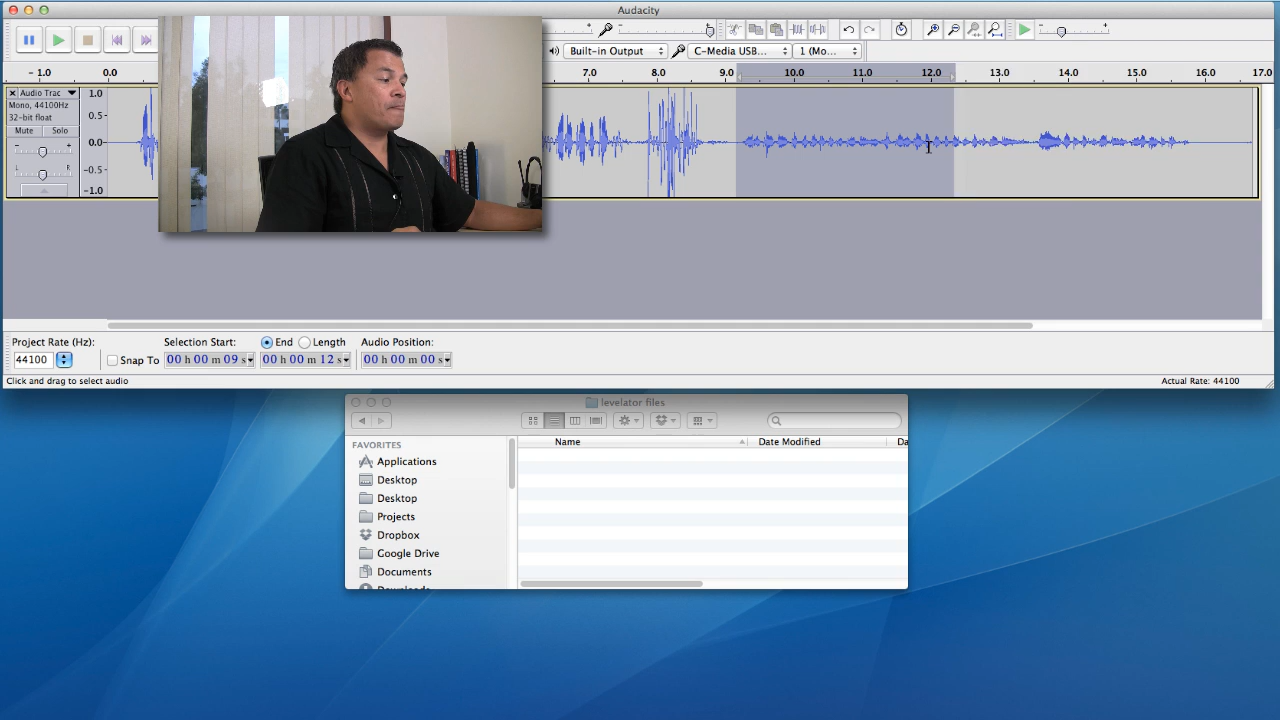 Audacity
Built-in Output
C-Media USB...
1 (Mo...
- 1.0 0.0 7.0 8.0 9.0 10.0 11.0 12.0 13.0 14.0 15.0 16.0 17.0
Audio Trac
Mono, 44100Hz
32-bit float
Mute Solo
- +
L R
1.0
0.5-
0.0-
-0.5-
-1.0
Project Rate (Hz):
44100
Snap To
Selection Start:
00 h 00 m 09 s
End
Length
00 h 00 m 12 s
Audio Position:
00 h 00 m 00 s
Click and drag to select audio
Actual Rate: 44100
levelator files
FAVORITES
Applications
Desktop
Desktop
Projects
Dropbox
Google Drive
Documents
Name
Date Modified
Da